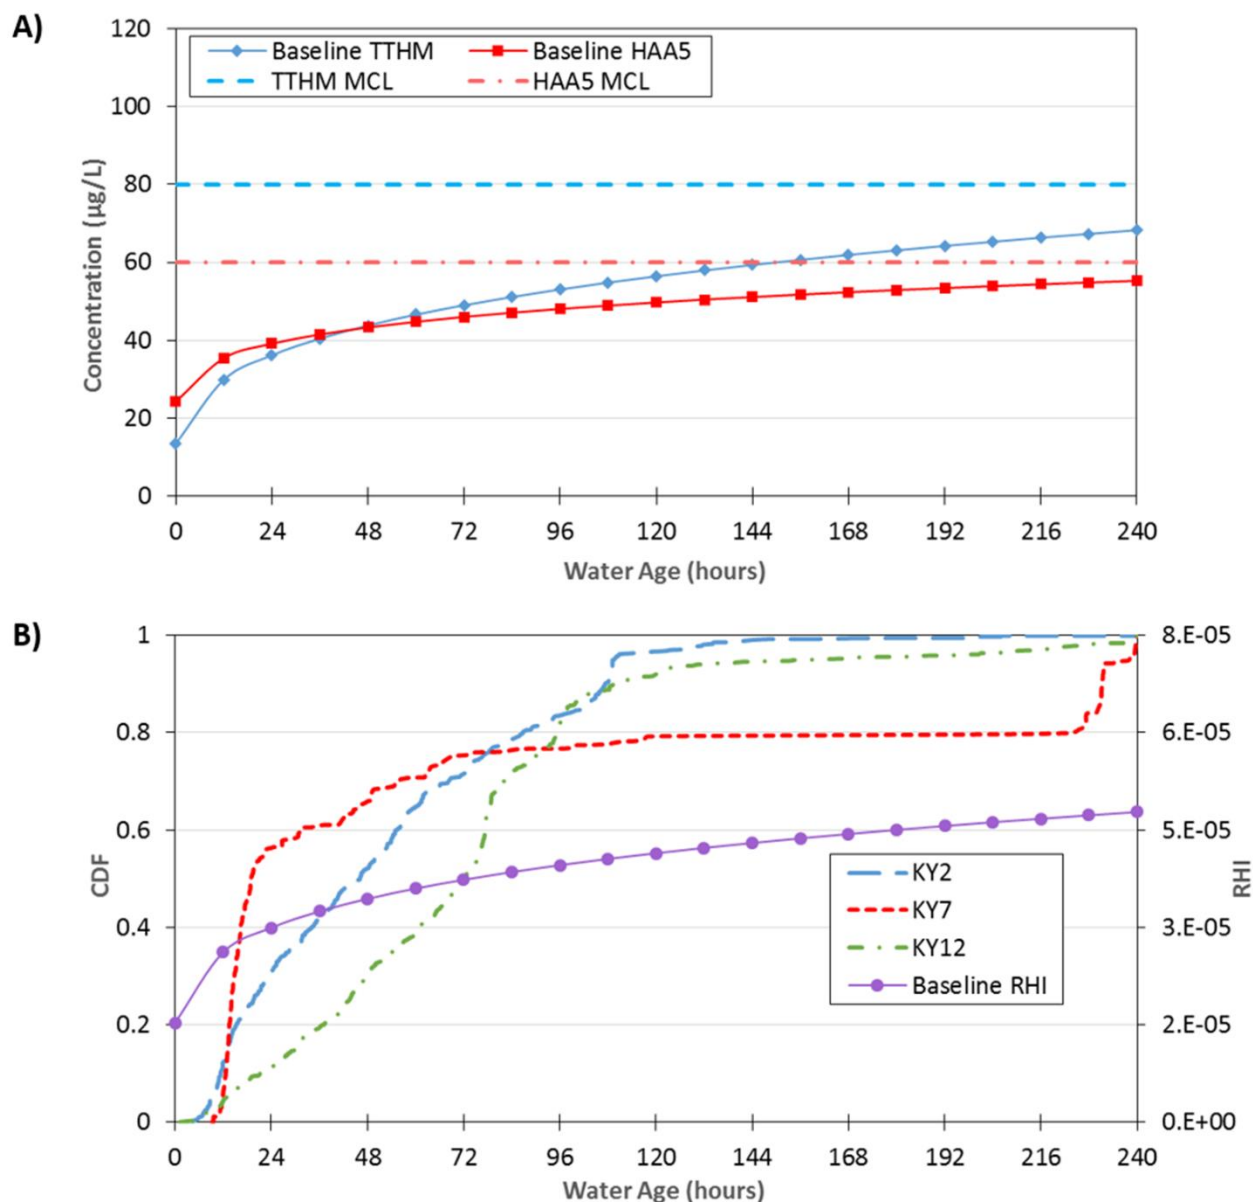 A)
120
100
80
60
40
20
0
Concentration (µg/L)
Baseline TTHM
Baseline HAA5
TTHM MCL
HAA5 MCL
0 24 48 72 96 120 144 168 192 216 240
Water Age (hours)
B)
1
0.8
0.6
0.4
0.2
0
CDF
8.E-05
6.E-05
5.E-05
3.E-05
2.E-05
0.E+00
RHI
KY2
KY7
KY12
Baseline RHI
0 24 48 72 96 120 144 168 192 216 240
Water Age (hours)